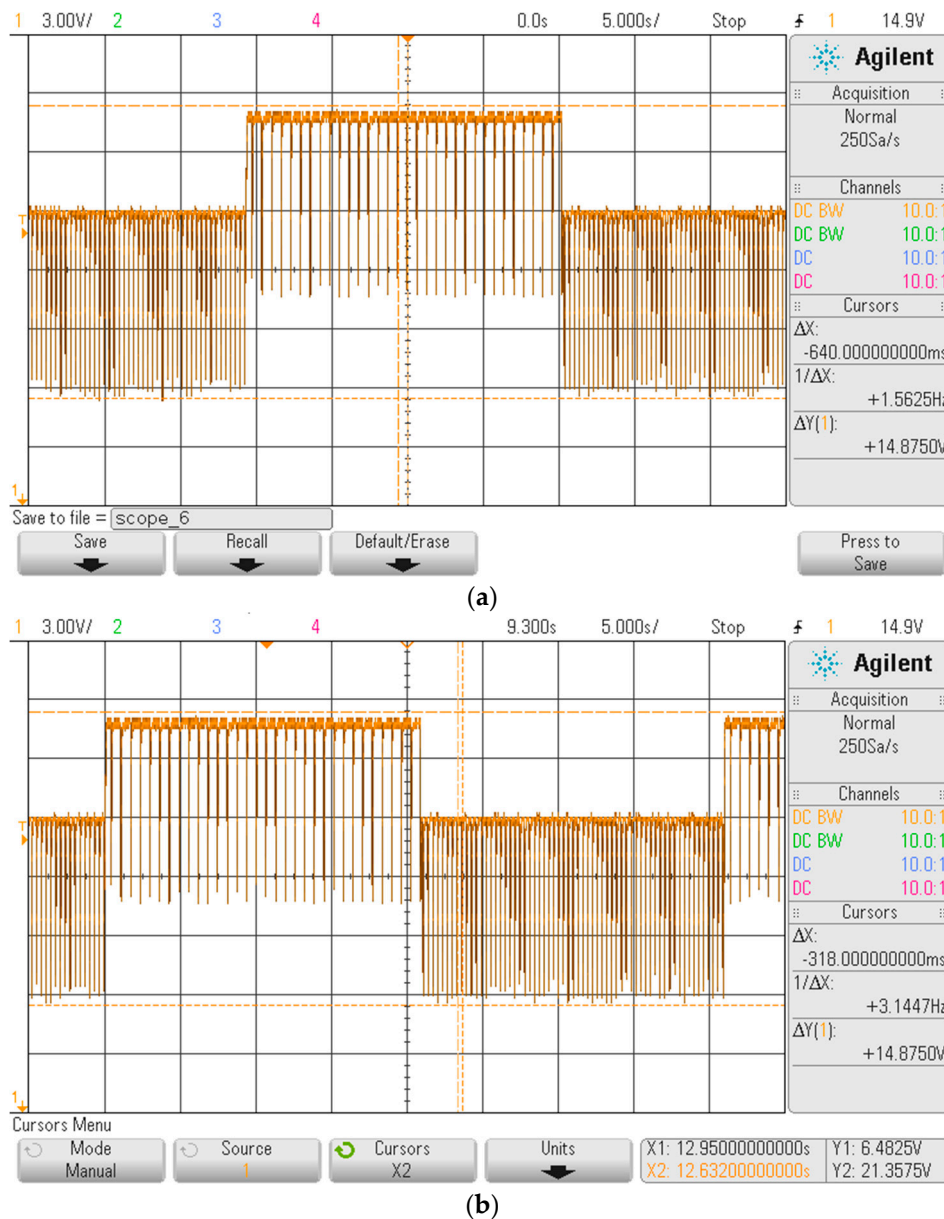 1 3.00V/ 2 3 4 0.0s 5.000s/ Stop 1 14.9V
Agilent
Acquisition
Normal
250Sa/s
Channels
DC BW 10.0:1
DC BW 10.0:1
DC 10.0:1
DC 10.0:1
Cursors
ΔX:
-640.000000000ms
1/ΔX:
+1.5625Hz
ΔY(1):
+14.8750V
T
1
Save to file = scope_6
Save Recall Default/Erase Press to Save
(a)
1 3.00V/ 2 3 4 9.300s 5.000s/ Stop 1 14.9V
Agilent
Acquisition
Normal
250Sa/s
Channels
DC BW 10.0:1
DC BW 10.0:1
DC 10.0:1
DC 10.0:1
Cursors
ΔX:
-318.000000000ms
1/ΔX:
+3.1447Hz
ΔY(1):
+14.8750V
T
1
Cursors Menu
Mode Source Cursors Units X1: 12.95000000000s Y1: 6.4825V
Manual 1 X2 X2: 12.63200000000s Y2: 21.3575V
(b)